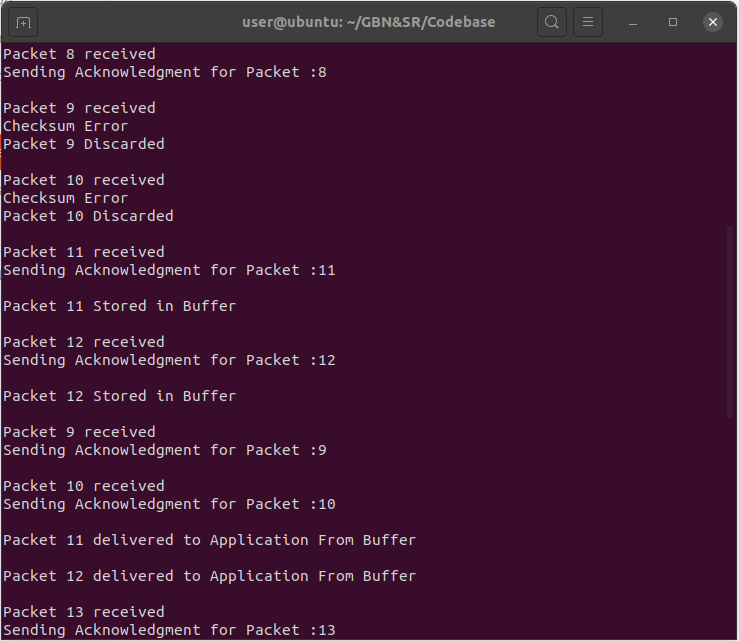 user@ubuntu: ~/GBN&SR/Codebase
Packet 8 received
Sending Acknowledgment for Packet :8
Packet 9 received
Checksum Error
Packet 9 Discarded
Packet 10 received
Checksum Error
Packet 10 Discarded
Packet 11 received
Sending Acknowledgment for Packet :11
Packet 11 Stored in Buffer
Packet 12 received
Sending Acknowledgment for Packet :12
Packet 12 Stored in Buffer
Packet 9 received
Sending Acknowledgment for Packet :9
Packet 10 received
Sending Acknowledgment for Packet :10
Packet 11 delivered to Application From Buffer
Packet 12 delivered to Application From Buffer
Packet 13 received
Sending Acknowledgment for Packet :13